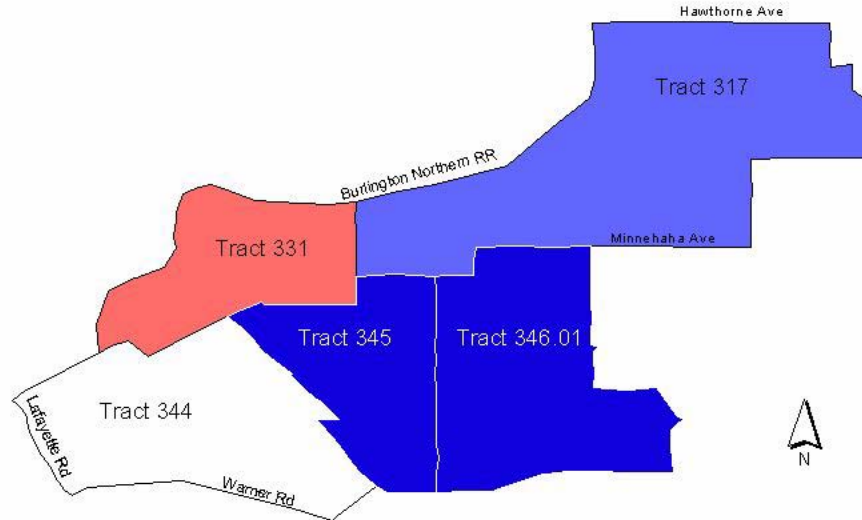 Hawthorne Ave
Tract 317
Burlington Northern RR
Tract 331
Minnehaha Ave
Tract 345
Tract 346.01
Tract 344
Lafayette Rd
Warner Rd
N